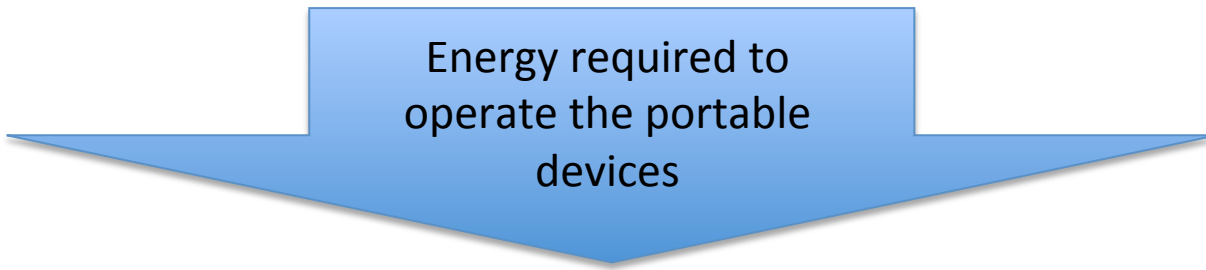 Energy required to
operate the portable
devices